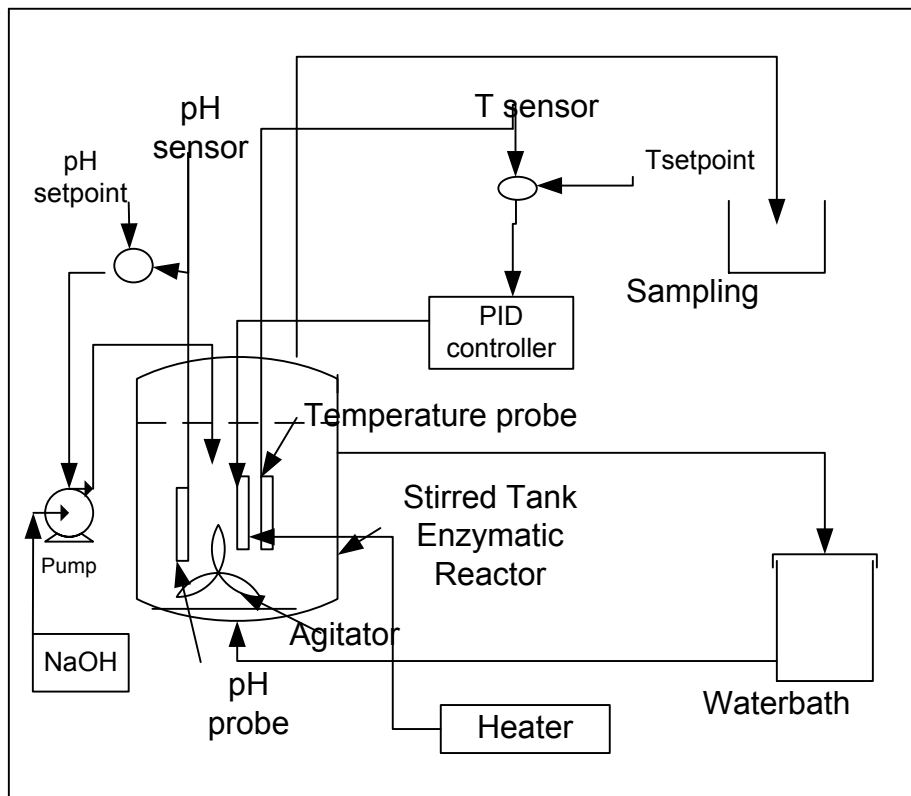 pH
sensor
T sensor
pH
setpoint
Tsetpoint
Sampling
PID
controller
Temperature probe
Stirred Tank
Enzymatic
Reactor
Pump
Agitator
NaOH
pH
probe
Heater
Waterbath